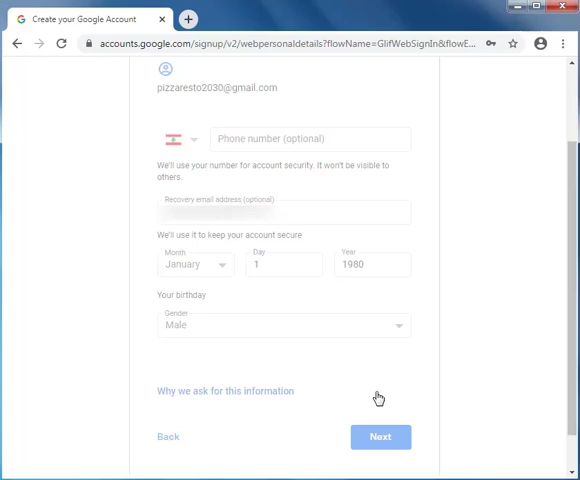 Create your Google Account
accounts.google.com/signup/v2/webpersonaldetails?flowName=GlifWebSignIn&flowE...
pizzaresto2030@gmail.com
Phone number (optional)
We'll use your number for account security. It won't be visible to
others.
Recovery email address (optional)
We'll use it to keep your account secure
Month
Day
Year
January
1
1980
Your birthday
Gender
Male
Why we ask for this information
Back
Next